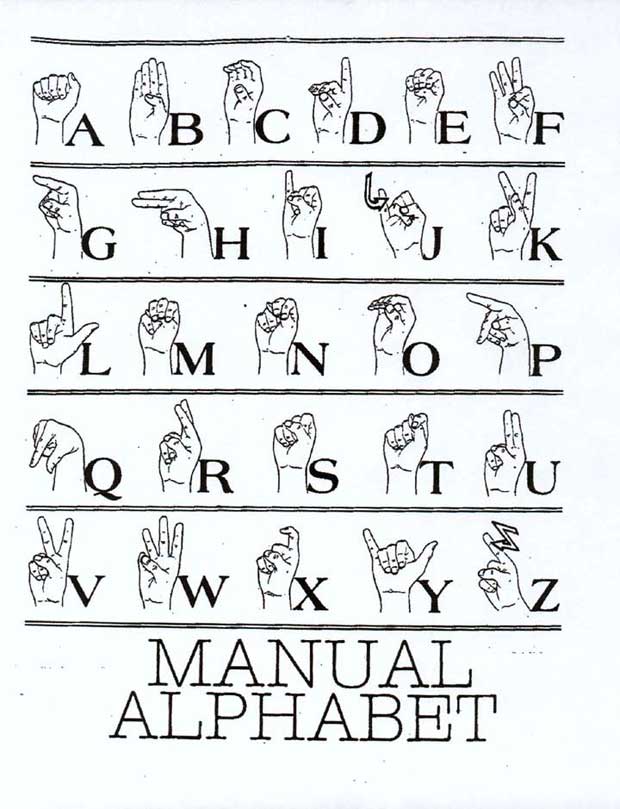 A B C D E F
G H I J K
L M N O P
Q R S T U
V W X Y Z
MANUAL
ALPHABET